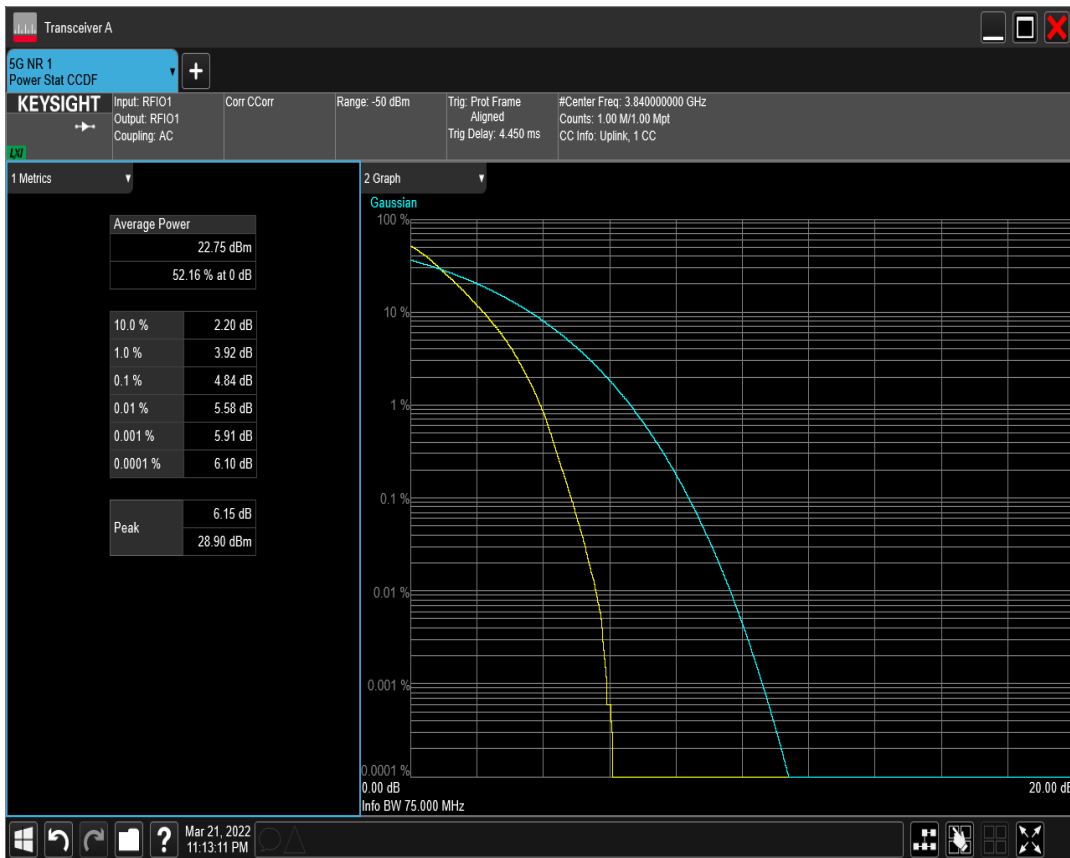 Transceiver A
5G NR 1
Power Stat CCDF
+
KEYSIGHT
LXI
Input: RFIO1
Output: RFIO1
Coupling: AC
Corr CCorr
Range: -50 dBm
Trig: Prot Frame
Aligned
Trig Delay: 4.450 ms
#Center Freq: 3.840000000 GHz
Counts: 1.00 M/1.00 Mpt
CC Info: Uplink, 1 CC
1 Metrics
Average Power
22.75 dBm
52.16 % at 0 dB
10.0 % 2.20 dB
1.0 % 3.92 dB
0.1 % 4.84 dB
0.01 % 5.58 dB
0.001 % 5.91 dB
0.0001 % 6.10 dB
Peak
6.15 dB
28.90 dBm
2 Graph
Gaussian
100 %
10 %
1 %
0.1 %
0.01 %
0.001 %
0.0001 %
0.00 dB 20.00 dB
Info BW 75.000 MHz
?
Mar 21, 2022
11:13:11 PM